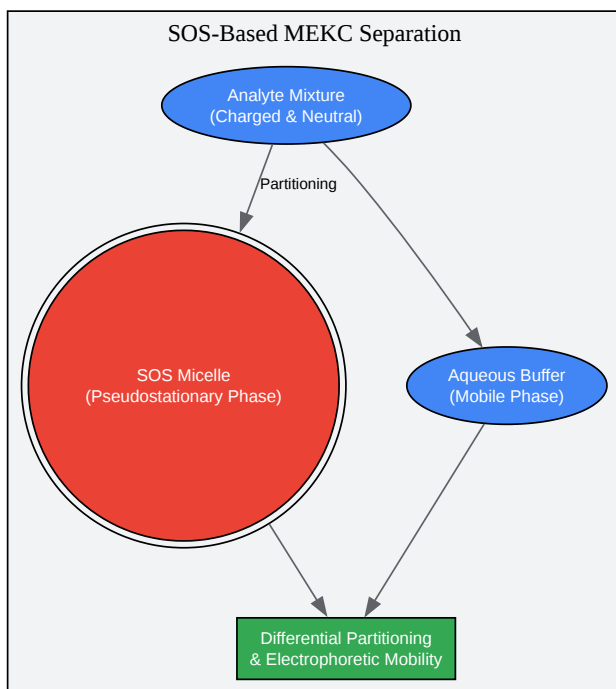 SOS-Based MEKC Separation
Analyte Mixture
(Charged & Neutral)
Partitioning
SOS Micelle
(Pseudostationary Phase)
Aqueous Buffer
(Mobile Phase)
Differential Partitioning
& Electrophoretic Mobility